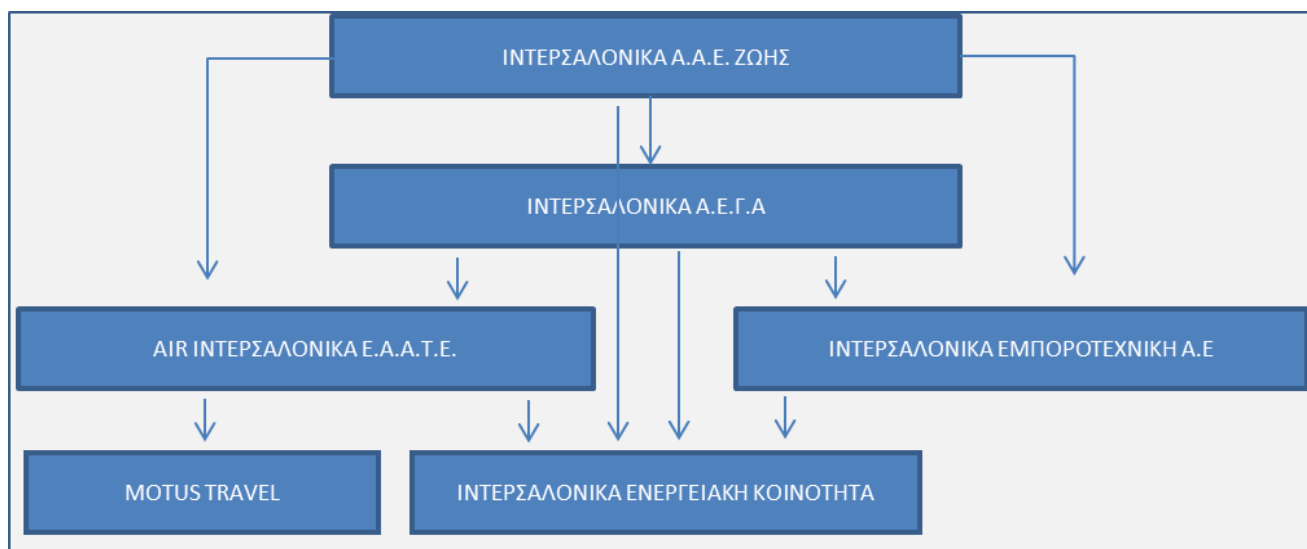 ΙΝΤΕΡΣΑΛΟΝΙΚΑ Α.Α.Ε. ΖΩΗΣ
ΙΝΤΕΡΣΑΛΟΝΙΚΑ Α.Ε.Γ.Α
AIR ΙΝΤΕΡΣΑΛΟΝΙΚΑ Ε.Α.Α.Τ.Ε.
ΙΝΤΕΡΣΑΛΟΝΙΚΑ ΕΜΠΟΡΟΤΕΧΝΙΚΗ Α.Ε
MOTUS TRAVEL
ΙΝΤΕΡΣΑΛΟΝΙΚΑ ΕΝΕΡΓΕΙΑΚΗ ΚΟΙΝΟΤΗΤΑ